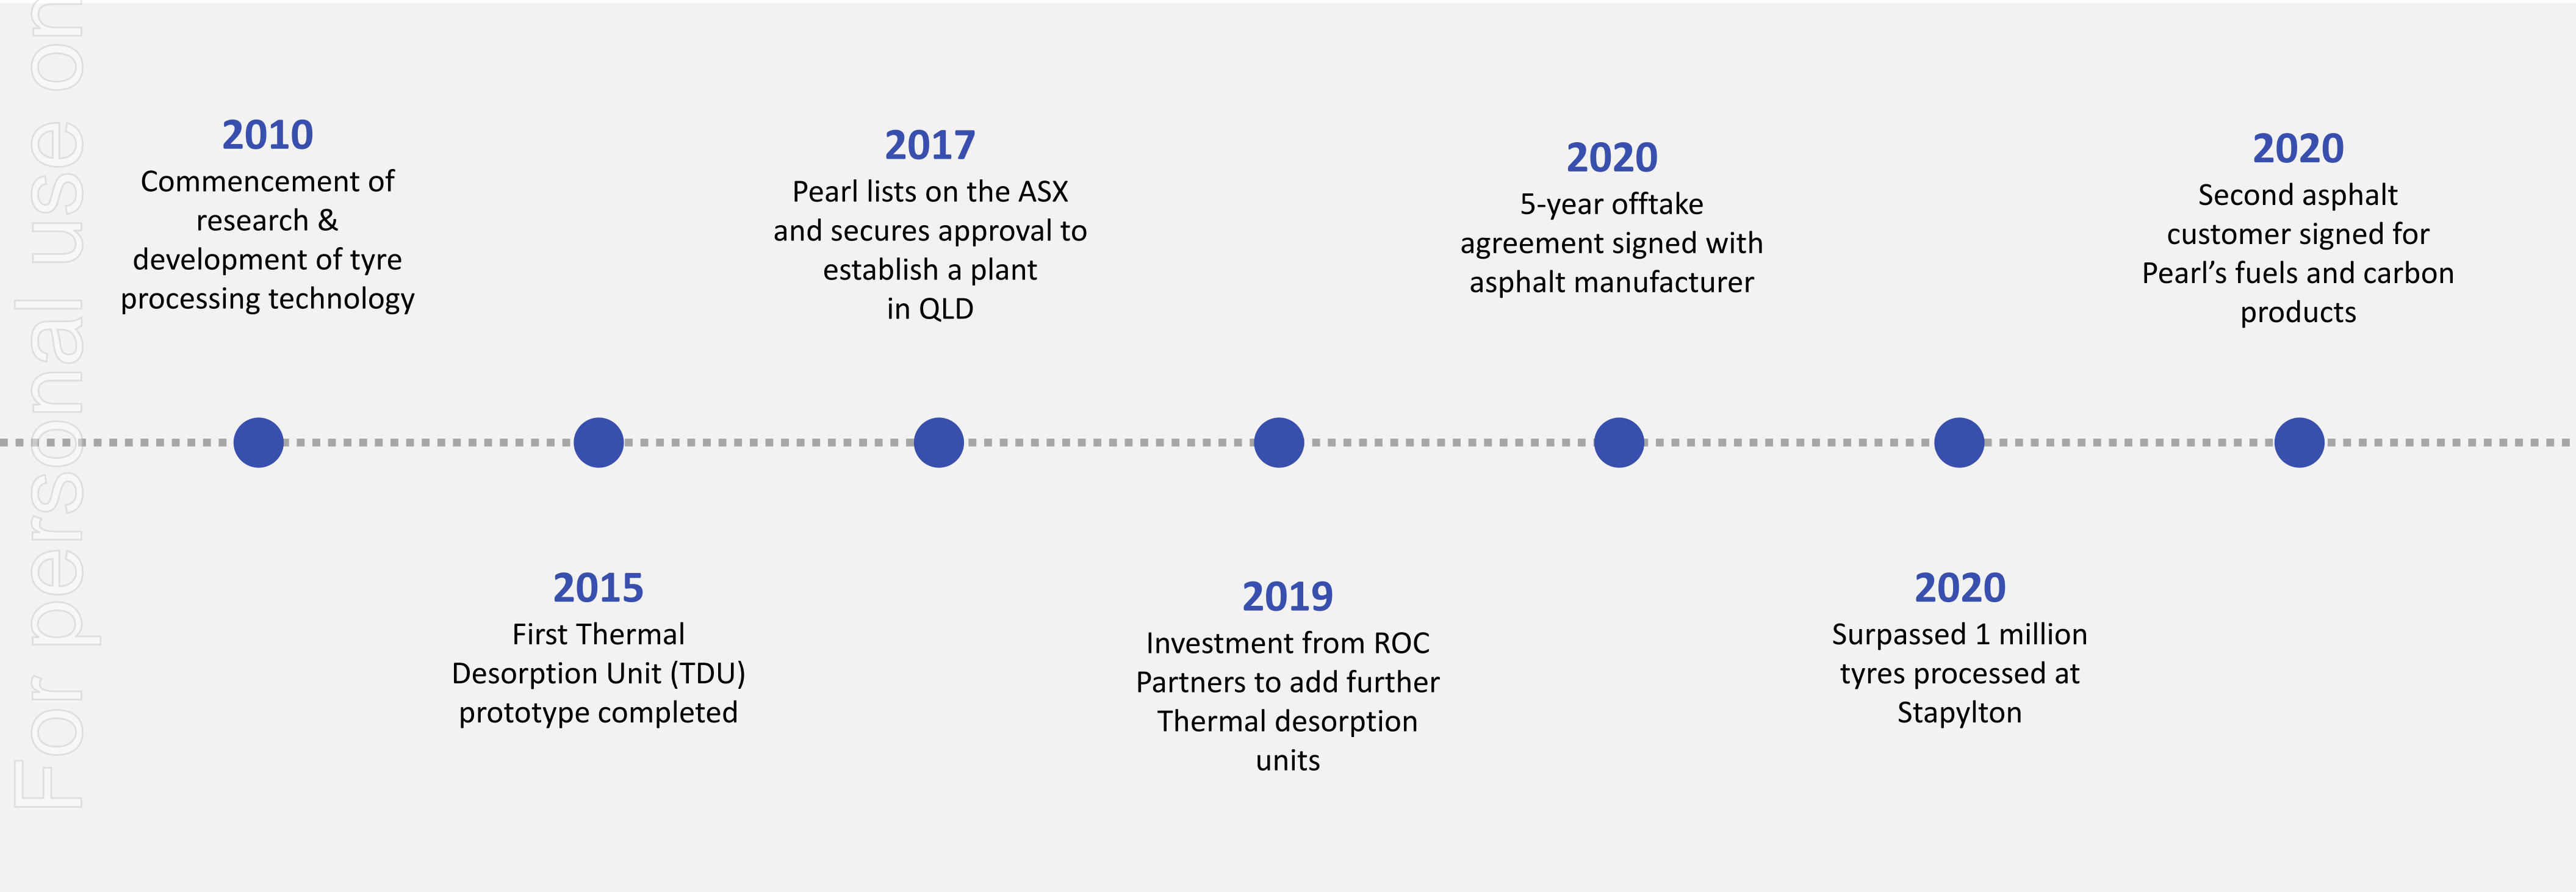 For personal use on
2010
Commencement of
research &
development of tyre
processing technology
2017
Pearl lists on the ASX
and secures approval to
establish a plant
in QLD
2020
5-year offtake
agreement signed with
asphalt manufacturer
2020
Second asphalt
customer signed for
Pearl’s fuels and carbon
products
2015
First Thermal
Desorption Unit (TDU)
prototype completed
2019
Investment from ROC
Partners to add further
Thermal desorption
units
2020
Surpassed 1 million
tyres processed at
Stapylton